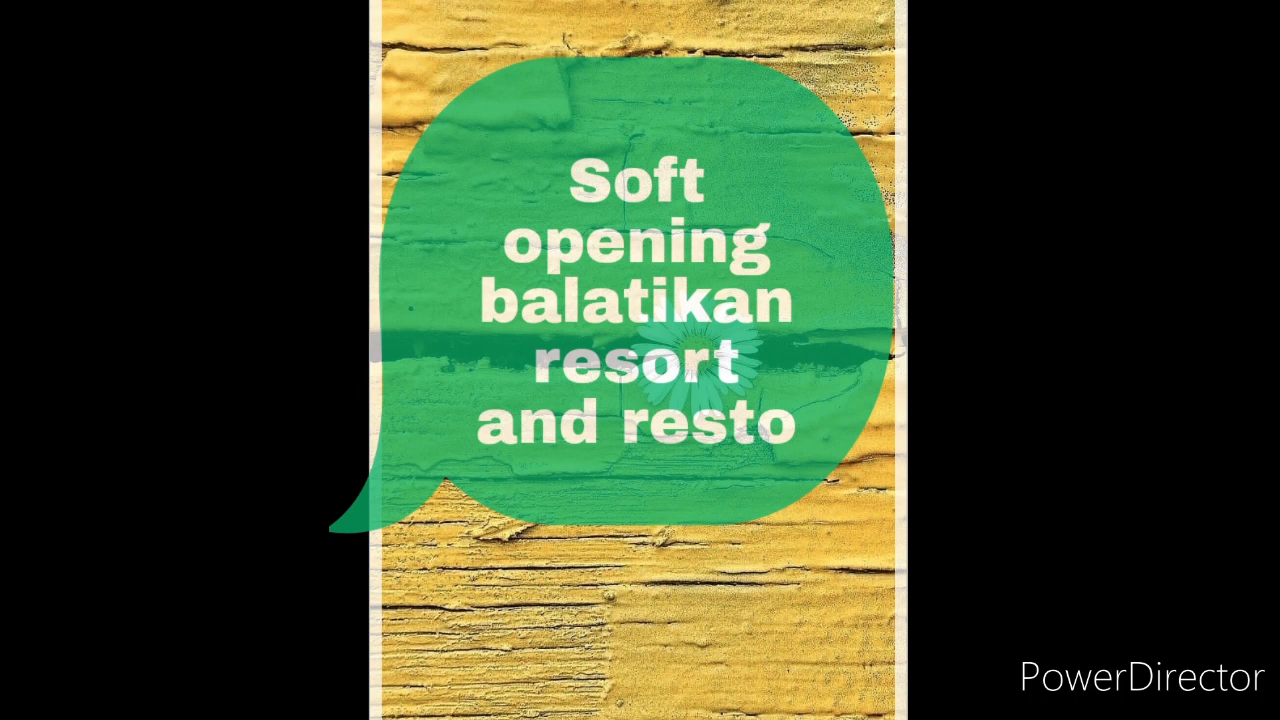 Soft
opening
balatikan
resort
and resto
PowerDirector